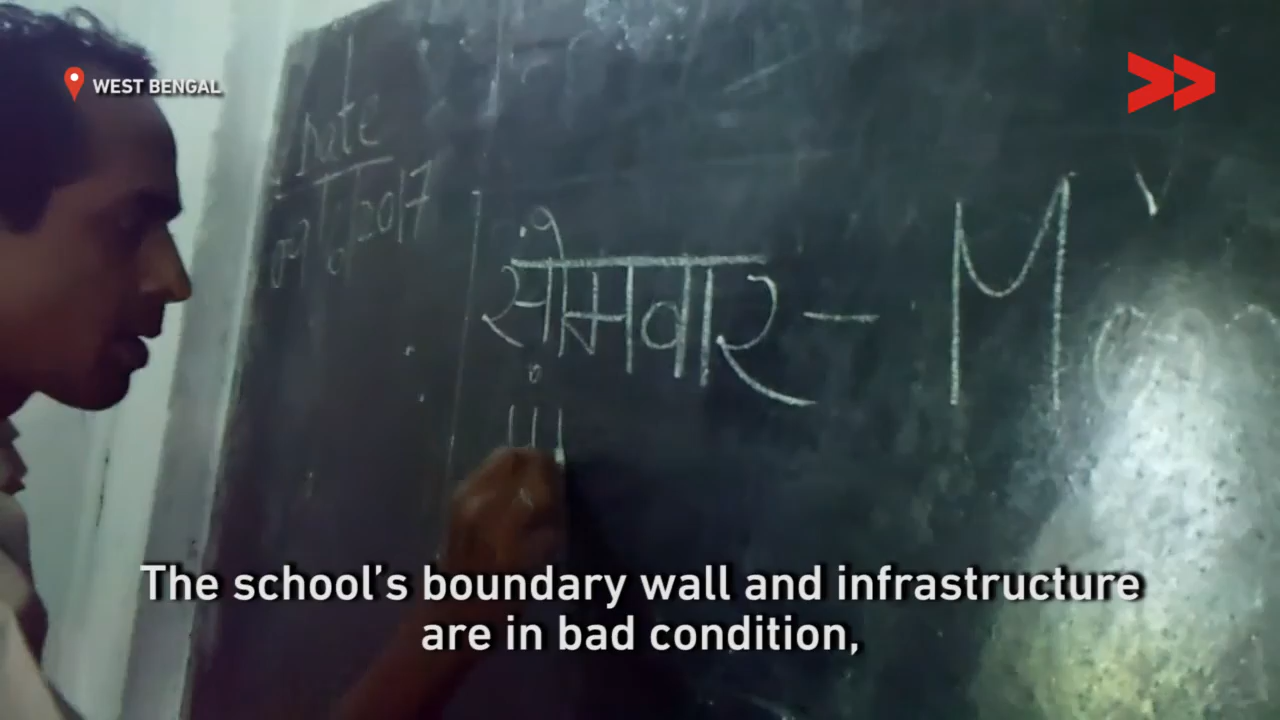 WEST BENGAL
Date
सोमवार - M
The school's boundary wall and infrastructure
are in bad condition,